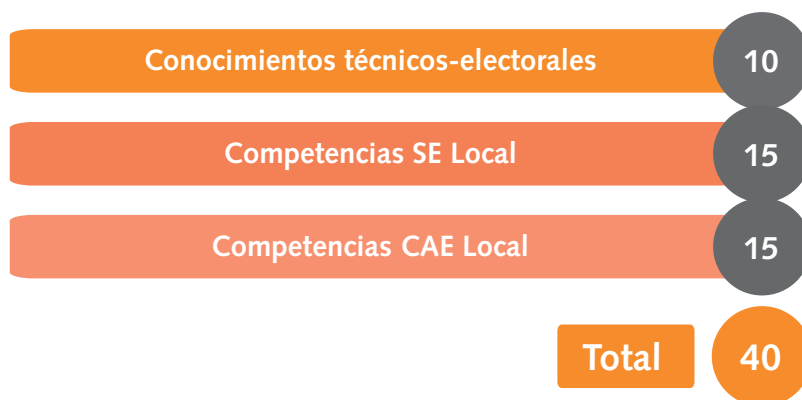 Conocimientos técnicos-electorales 10
Competencias SE Local 15
Competencias CAE Local 15
Total 40